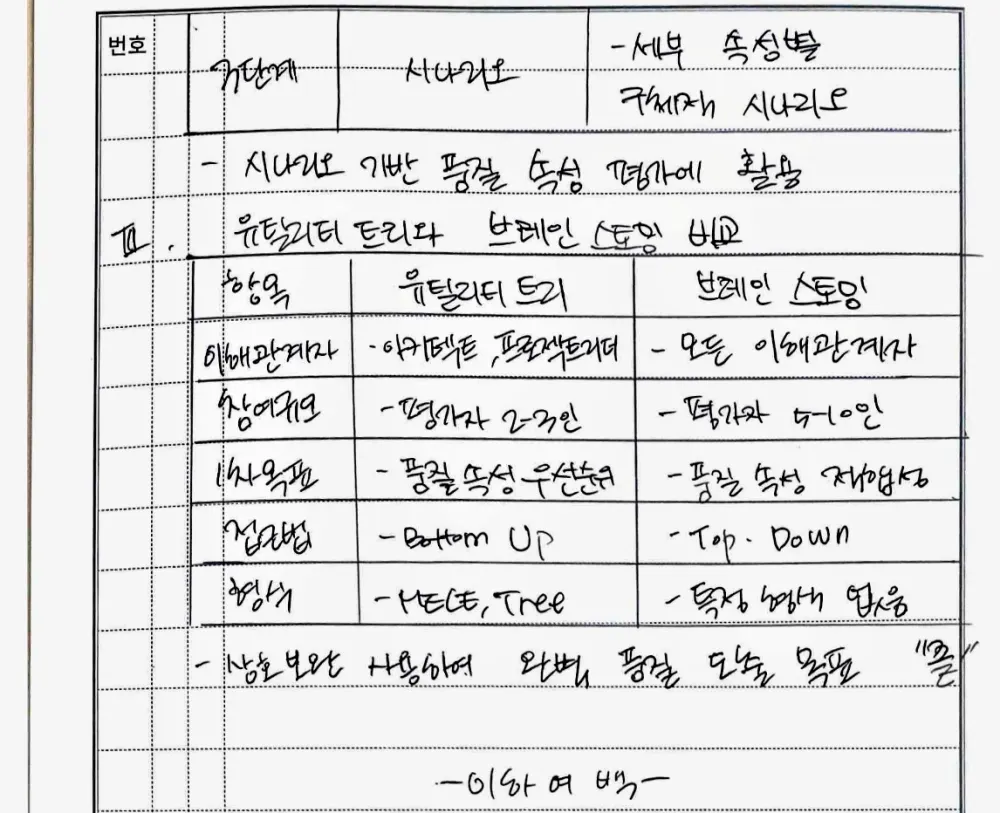 번호
구단계 시나리오 -세부 속성별
구체적 시나리오
- 시나리오 기반 품질 속성 평가에 활용
Ⅲ. 유틸리티 트리와 브레인 스토밍 비교
항목 유틸리티 트리 브레인 스토밍
이해관계자 -아키텍트, 프로젝트리더 - 모든 이해관계자
참여규모 -평가자 2-3인 - 평가자 5-10인
1차목표 - 품질 속성 우선순위 - 품질 속성 적합성
접근법 - Bottom Up - Top. Down
형식 - MECE, Tree - 특정 형식 없음
- 상호보완 사용하여 완벽 품질 도출 목표 "끝"
-이하여백-